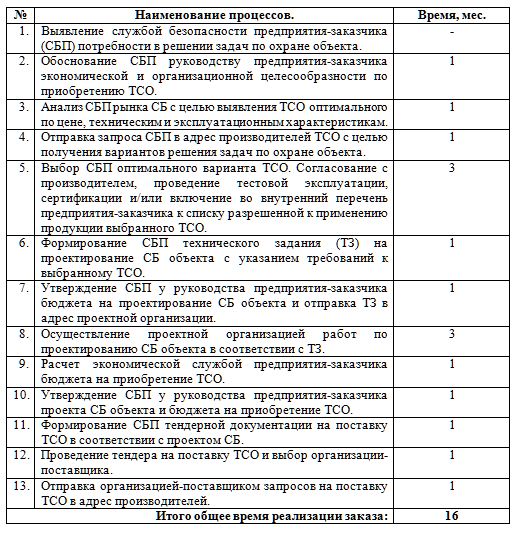 № Наименование процессов. Время, мес.
1. Выявление службой безопасности предприятия-заказчика -
(СБП) потребности в решении задач по охране объекта.
2. Обоснование СБП руководству предприятия-заказчика 1
экономической и организационной целесообразности по
приобретению ТСО.
3. Анализ СБП рынка СБ с целью выявления ТСО оптимального 1
по цене, техническим и эксплуатационным характеристикам.
4. Отправка запроса СБП в адрес производителей ТСО с целью 1
получения вариантов решения задач по охране объекта.
5. Выбор СБП оптимального варианта ТСО. Согласование с 3
производителем, проведение тестовой эксплуатации,
сертификации и/или включение во внутренний перечень
предприятия-заказчика к списку разрешенной к применению
продукции выбранного ТСО.
6. Формирование СБП технического задания (ТЗ) на 1
проектирование СБ объекта с указанием требований к
выбранному ТСО.
7. Утверждение СБП у руководства предприятия-заказчика 1
бюджета на проектирование СБ объекта и отправка ТЗ в
адрес проектной организации.
8. Осуществление проектной организацией работ по 3
проектированию СБ объекта в соответствии с ТЗ.
9. Расчет экономической службой предприятия-заказчика 1
бюджета на приобретение ТСО.
10. Утверждение СБП у руководства предприятия-заказчика 1
проекта СБ объекта и бюджета на приобретение ТСО.
11. Формирование СБП тендерной документации на поставку 1
ТСО в соответствии с проектом СБ.
12. Проведение тендера на поставку ТСО и выбор организации- 1
поставщика.
13. Отправка организацией-поставщиком запросов на поставку 1
ТСО в адрес производителей.
Итого общее время реализации заказа: 16